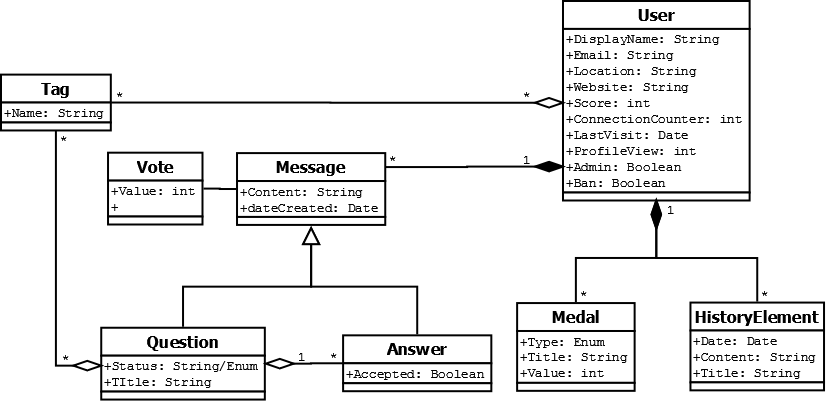 User
+DisplayName: String
+Email: String
+Location: String
+Website: String
+Score: int
+ConnectionCounter: int
+LastVisit: Date
+ProfileView: int
+Admin: Boolean
+Ban: Boolean
Tag
+Name: String
*
*
*
Vote
+Value: int
+
Message
+Content: String
+dateCreated: Date
*
1
1
*
*
Question
+Status: String/Enum
+TItle: String
*
1
*
Answer
+Accepted: Boolean
Medal
+Type: Enum
+Title: String
+Value: int
HistoryElement
+Date: Date
+Content: String
+Title: String